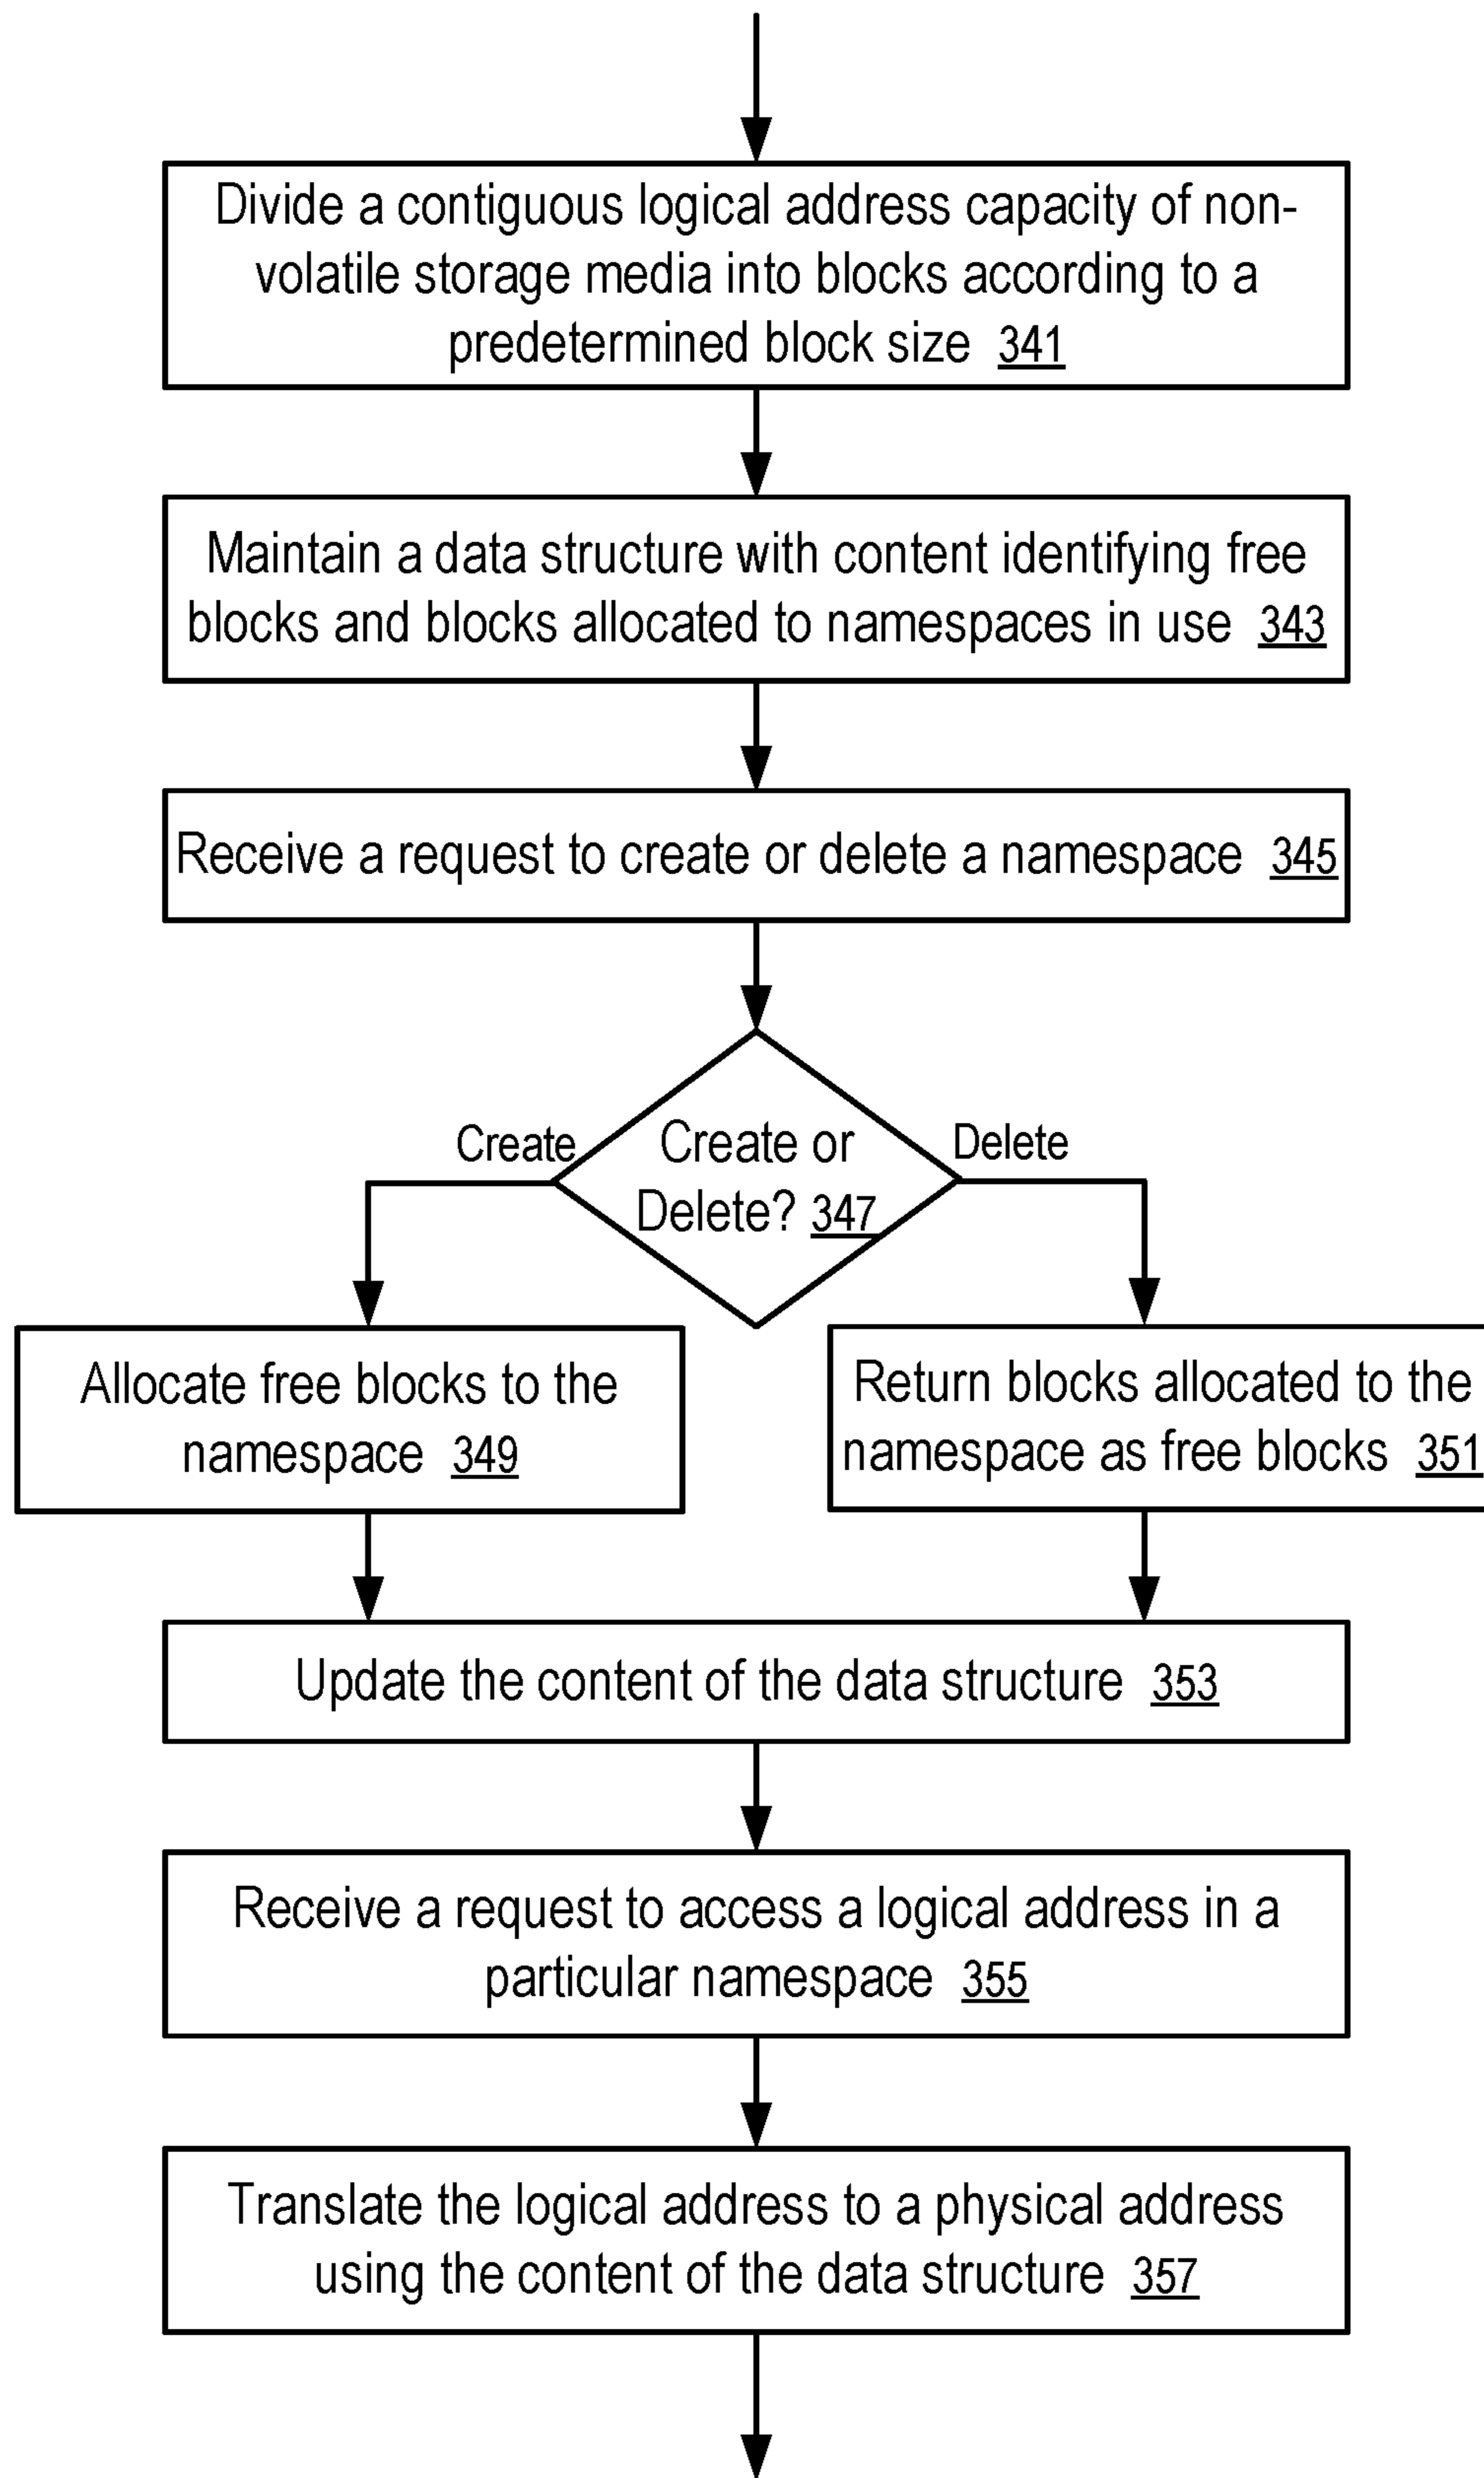 Divide a contiguous logical address capacity of non-
volatile storage media into blocks according to a
predetermined block size 341
Maintain a data structure with content identifying free
blocks and blocks allocated to namespaces in use 343
Receive a request to create or delete a namespace 345
Create
Create or
Delete? 347
Delete
Allocate free blocks to the
namespace 349
Return blocks allocated to the
namespace as free blocks 351
Update the content of the data structure 353
Receive a request to access a logical address in a
particular namespace 355
Translate the logical address to a physical address
using the content of the data structure 357